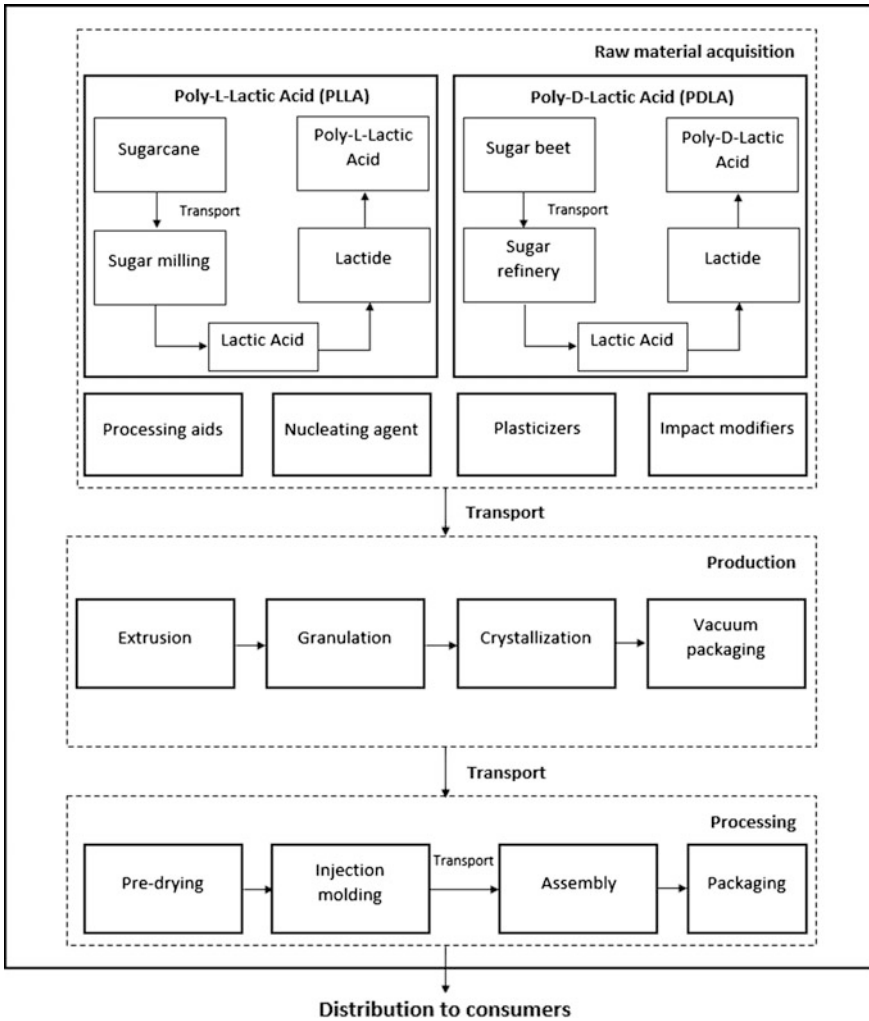 Raw material acquisition
Poly-L-Lactic Acid (PLLA)
Sugarcane
Poly-L-Lactic
Acid
Transport
Sugar milling
Lactide
Lactic Acid
Poly-D-Lactic Acid (PDLA)
Sugar beet
Poly-D-Lactic
Acid
Transport
Sugar
refinery
Lactide
Lactic Acid
Processing aids
Nucleating agent
Plasticizers
Impact modifiers
Transport
Production
Extrusion
Granulation
Crystallization
Vacuum
packaging
Transport
Processing
Pre-drying
Injection
molding
Transport
Assembly
Packaging
Distribution to consumers